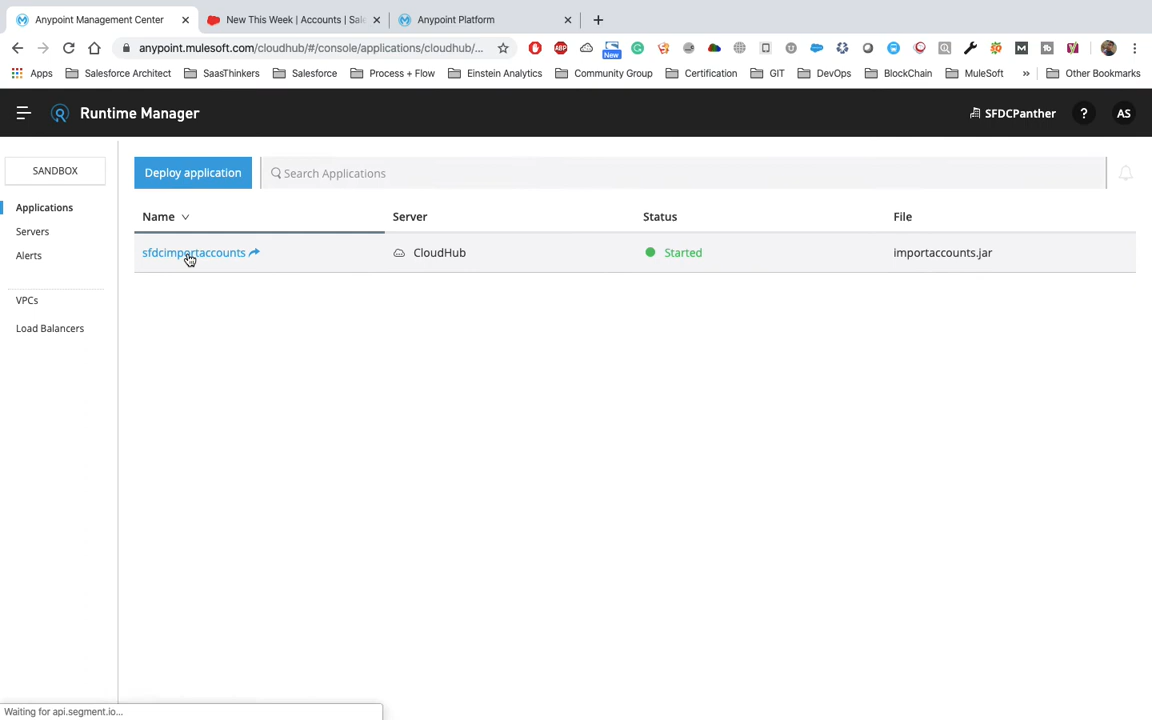 Anypoint Management Center
New This Week | Accounts | Sal
Anypoint Platform
anypoint.mulesoft.com/cloudhub/#/console/applications/cloudhub/...
New
Apps
Salesforce Architect
SaasThinkers
Salesforce
Process + Flow
Einstein Analytics
Community Group
Certification
GIT
DevOps
BlockChain
MuleSoft
»
Other Bookmarks
Runtime Manager
SFDCPanther
?
AS
SANDBOX
Deploy application
Search Applications
Applications
Servers
Alerts
VPCs
Load Balancers
Name
Server
Status
File
sfdcimportaccounts
CloudHub
Started
importaccounts.jar
Waiting for api.segment.io...